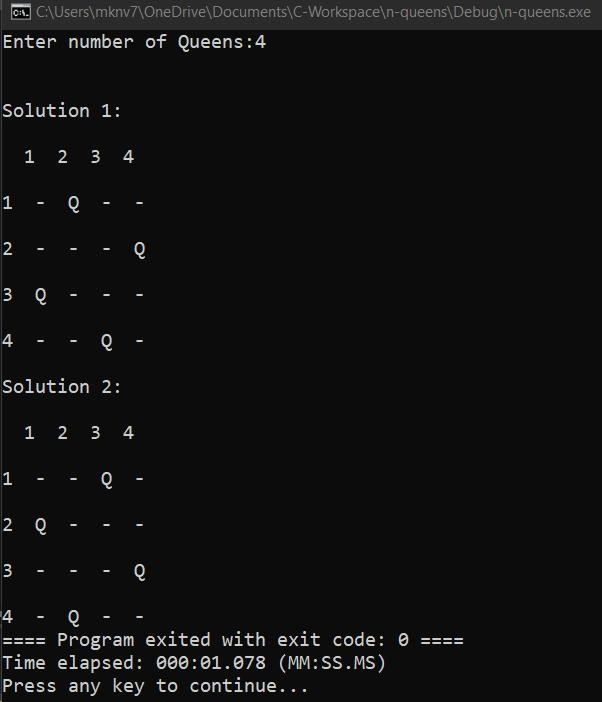 C:\Users\mknv7\OneDrive\Documents\C-Workspace\n-queens\Debug\n-queens.exe
Enter number of Queens:4
Solution 1:
1 2 3 4
1 - Q - -
2 - - - Q
3 Q - - -
4 - - Q -
Solution 2:
1 2 3 4
1 - - Q -
2 Q - - -
3 - - - Q
4 - Q - -
==== Program exited with exit code: 0 ====
Time elapsed: 000:01.078 (MM:SS.MS)
Press any key to continue...